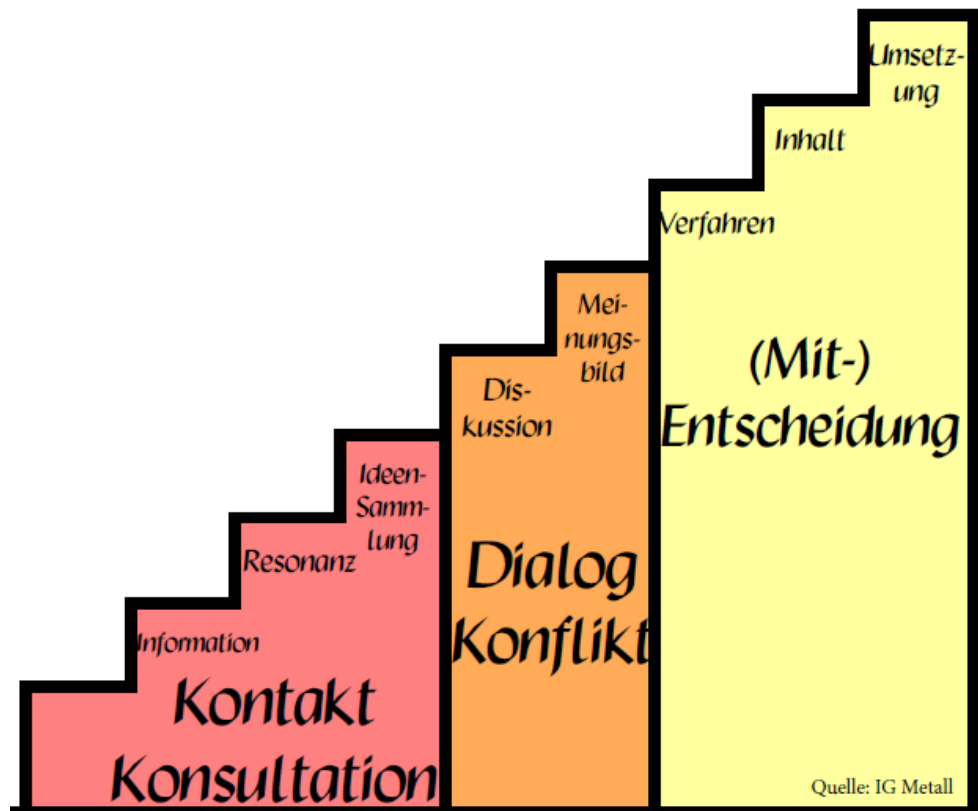 Umsetz-
ung
Inhalt
Verfahren
(Mit-)
Entscheidung
Mei-
nungs-
bild
Dis-
kussion
Dialog
Konflikt
Ideen-
Samm-
lung
Resonanz
Information
Kontakt
Konsultation
Quelle: IG Metall